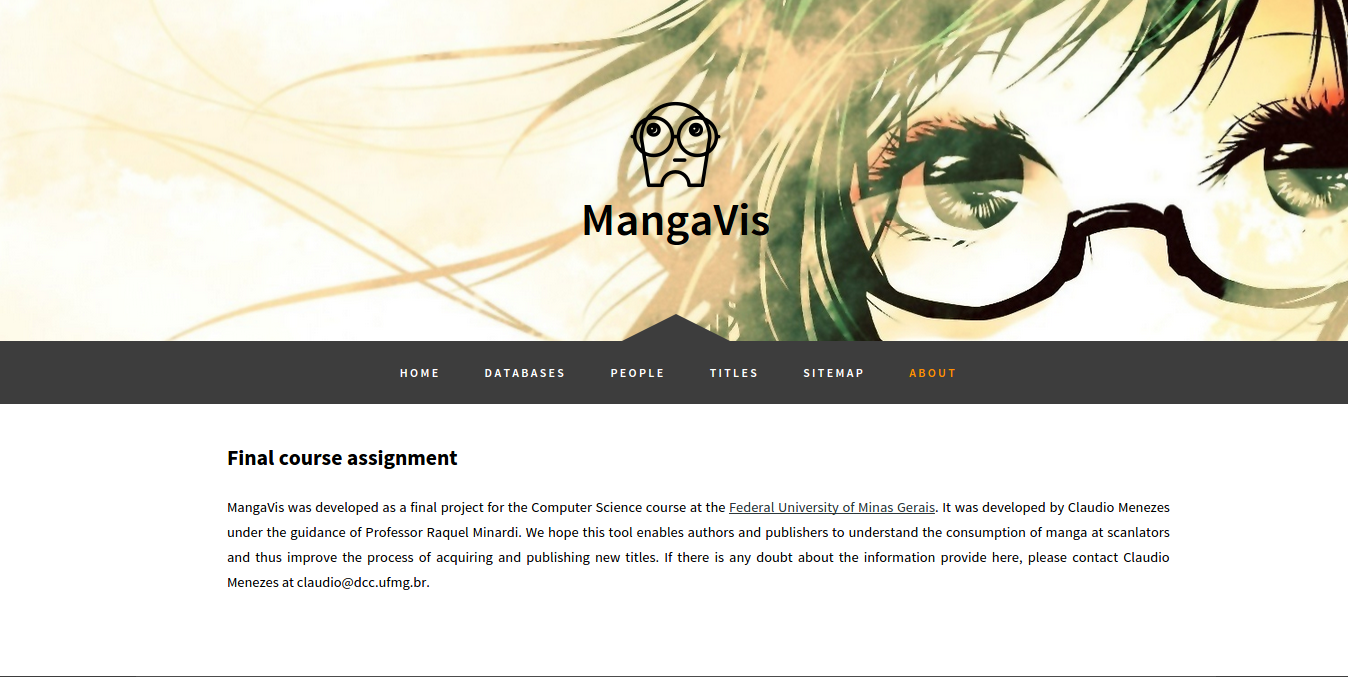 MangaVis
HOME DATABASES PEOPLE TITLES SITEMAP ABOUT
Final course assignment
MangaVis was developed as a final project for the Computer Science course at the Federal University of Minas Gerais. It was developed by Claudio Menezes
under the guidance of Professor Raquel Minardi. We hope this tool enables authors and publishers to understand the consumption of manga at scanlators
and thus improve the process of acquiring and publishing new titles. If there is any doubt about the information provide here, please contact Claudio
Menezes at claudio@dcc.ufmg.br.